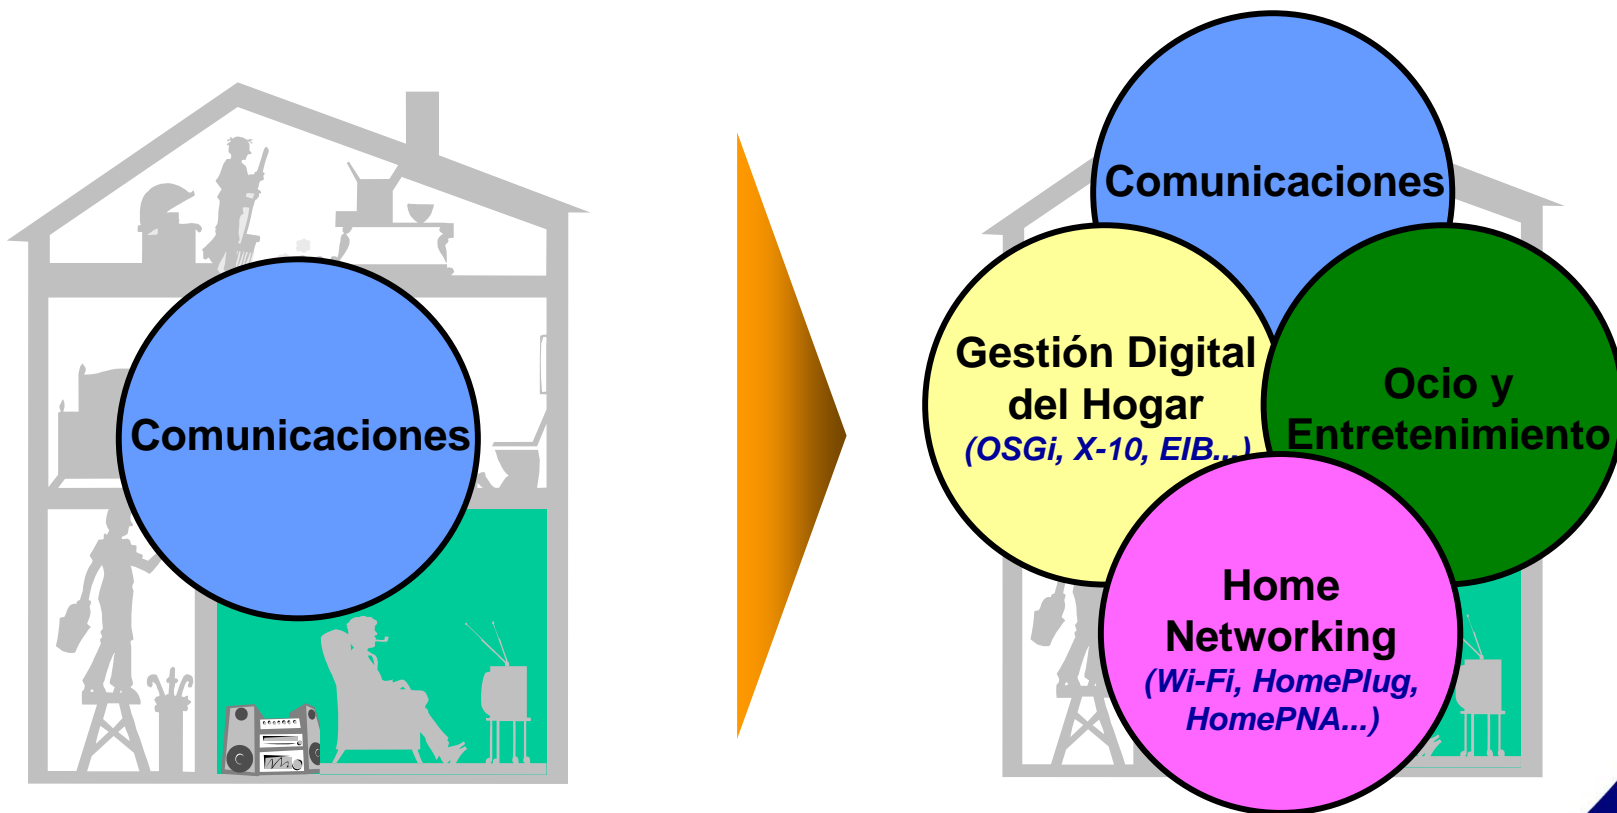 Comunicaciones
Comunicaciones
Gestión Digital
del Hogar
(OSGi, X-10, EIB...)
Ocio y
Entretenimiento
Home
Networking
(Wi-Fi, HomePlug,
HomePNA...)